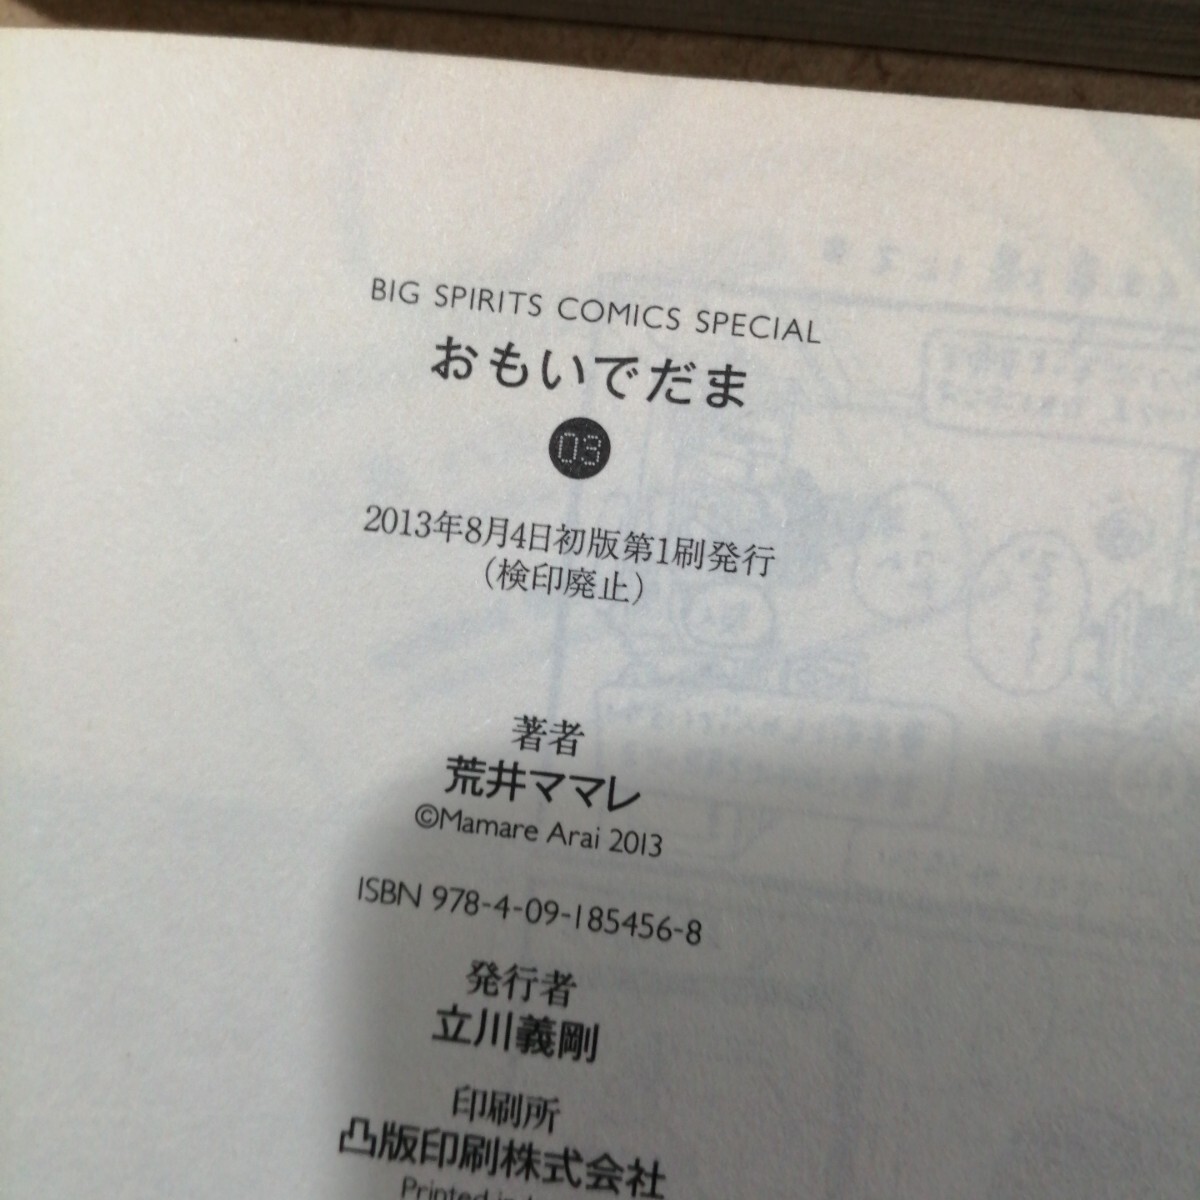 BIG SPIRITS COMICS SPECIAL
おもいでだま
03
2013年8月4日初版第1刷発行
（検印廃止）
著者
荒井ママレ
©Mamare Arai 2013
ISBN 978-4-09-185456-8
発行者
立川義剛
印刷所
凸版印刷株式会社
Printed in